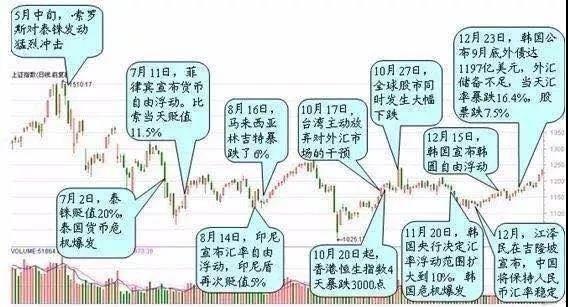 5月中旬,索罗
斯对泰铢发动
猛烈冲击
上证指数(日线.前复权)
1510.17
7月11日,菲
律宾宣布货币
自由浮动。比
索当天贬值
11.5%
8月16日,
马来西亚
林吉特暴
跌了6%
10月17日,
台湾主动放
弃对外汇市
场的干预
10月27日,
全球股市同
时发生大幅
下跌
12月23日,韩国公
布9月底外债达
1197亿美元,外汇
储备不足,当天汇
率暴跌16.4%,股
票跌7.5%
12月15日,
韩国宣布韩
圆自由浮动
7月2日,泰
铢贬值20%,
泰国货币危
机爆发
8月14日,印尼
宣布汇率自由
浮动,印尼盾
再次贬值5%
1025.1
10月20日起,
香港恒生指数4
天暴跌3000点
11月20日,韩
国央行决定汇
率浮动范围扩
大到10%,韩
国危机爆发
12月,江泽
民在吉隆坡
宣布,中国
将保持人民
币汇率稳定
1350
1300
1250
1200
1150
1100
1050
VOLUME:51864